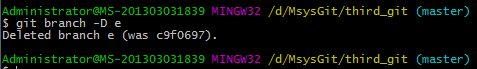 Administrator@MS-201303031839 MINGW32 /d/MsysGit/third_git (master)
$ git branch -D e
Deleted branch e (was c9f0697).
Administrator@MS-201303031839 MINGW32 /d/MsysGit/third_git (master)